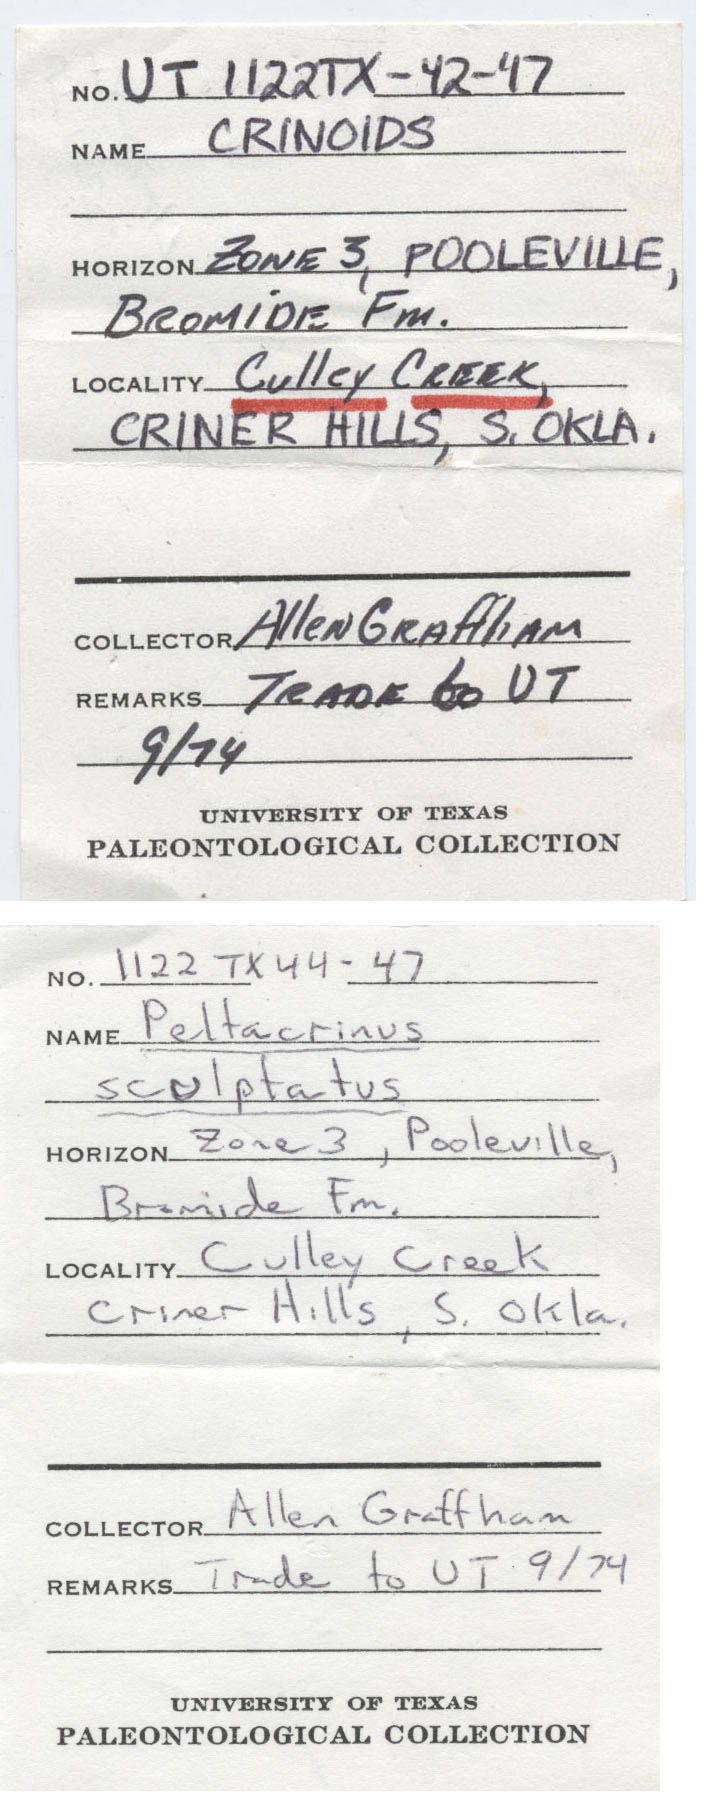 NO. UT 1122TX-42-47
NAME CRINOIDS
HORIZON ZONE 3, POOLEVILLE,
BROMIDE Fm.
LOCALITY Culley CREEK,
CRINER HILLS, S. OKLA.
COLLECTOR Allen GRAffHAM
REMARKS TRADE to UT
9/74
UNIVERSITY OF TEXAS
PALEONTOLOGICAL COLLECTION
NO. 1122 TX 44-47
NAME Peltacrinus
sculptatus
HORIZON Zone 3, Pooleville,
Bromide Fm.
LOCALITY Culley Creek
Criner Hills, S. Okla.
COLLECTOR Allen Graffham
REMARKS Trade to UT 9/74
UNIVERSITY OF TEXAS
PALEONTOLOGICAL COLLECTION